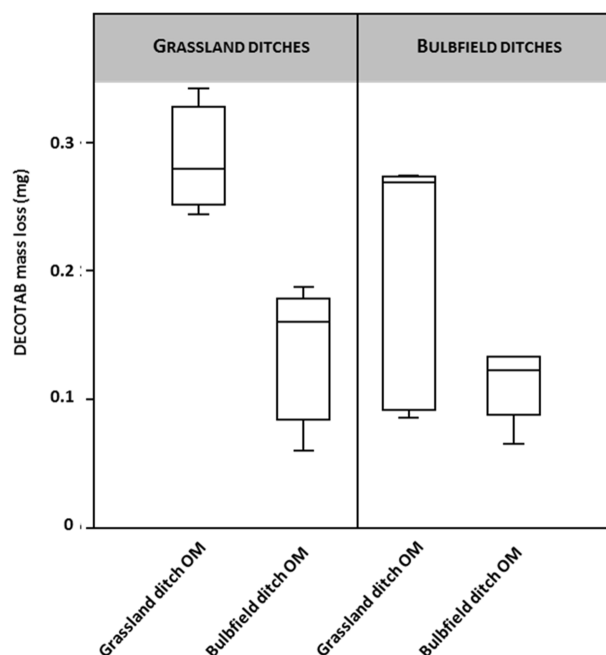 GRASSLAND DITCHES
BULBFIELD DITCHES
DECOTAB mass loss (mg)
0.3
0.2
0.1
0
Grassland ditch OM
Bulbfield ditch OM
Grassland ditch OM
Bulbfield ditch OM